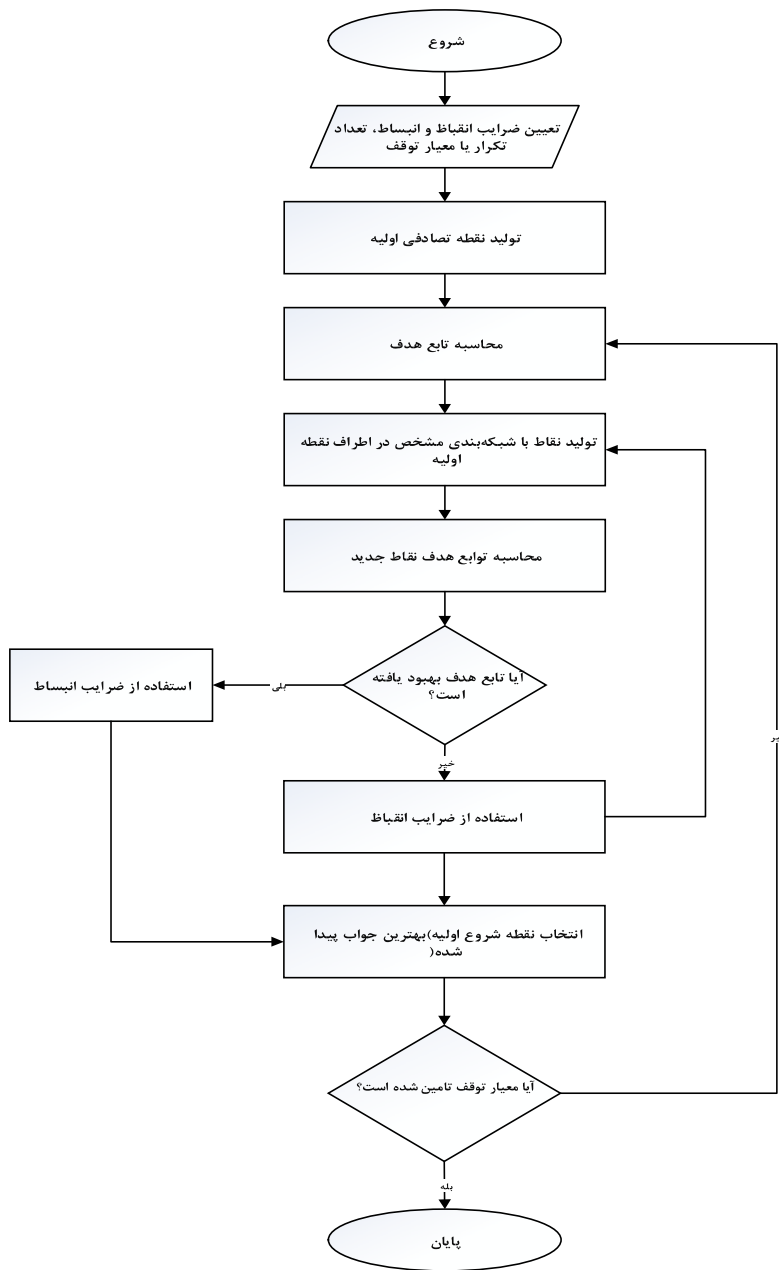 شروع
تعیین ضرایب انقباظ و انبساط، تعداد
تکرار یا معیار توقف
تولید نقطه تصادفی اولیه
محاسبه تابع هدف
تولید نقاط با شبکه‌بندی مشخص در اطراف نقطه
اولیه
محاسبه توابع هدف نقاط جدید
آیا تابع هدف بهبود یافته
است؟
بلی
استفاده از ضرایب انبساط
خیر
استفاده از ضرایب انقباظ
انتخاب نقطه شروع اولیه)بهترین جواب پیدا
شده(
آیا معیار توقف تامین شده است؟
بله
پایان